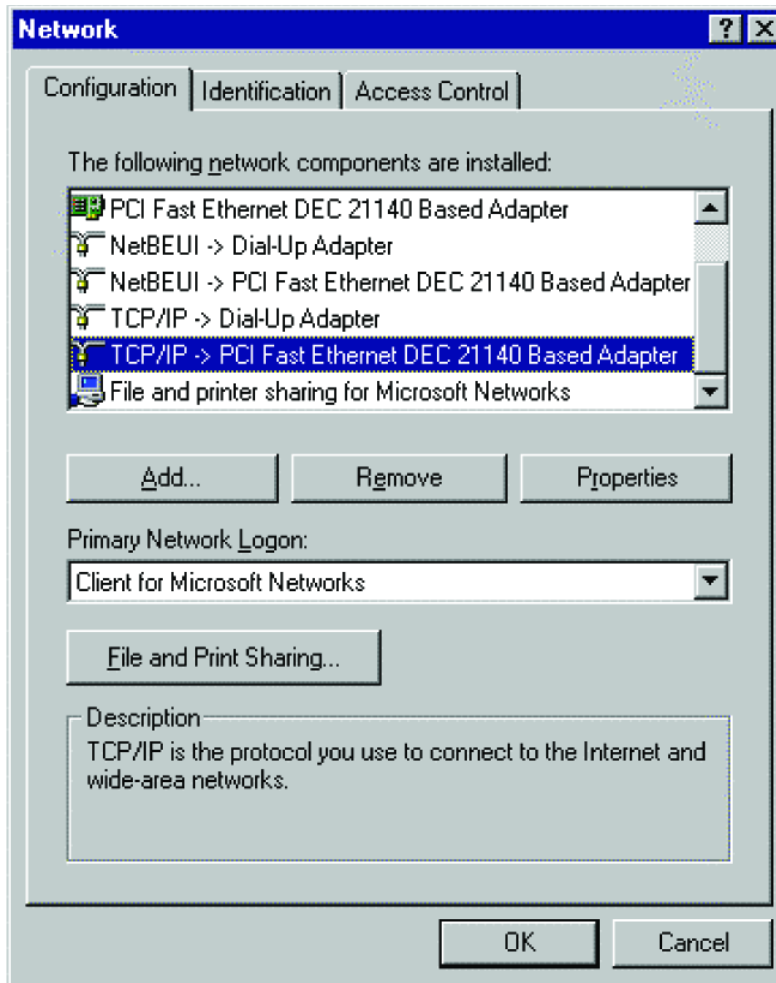 Network
Configuration Identification Access Control
The following network components are installed:
PCI Fast Ethernet DEC 21140 Based Adapter
NetBEUI -> Dial-Up Adapter
NetBEUI -> PCI Fast Ethernet DEC 21140 Based Adapter
TCP/IP -> Dial-Up Adapter
TCP/IP -> PCI Fast Ethernet DEC 21140 Based Adapter
File and printer sharing for Microsoft Networks
Add... Remove Properties
Primary Network Logon:
Client for Microsoft Networks
File and Print Sharing...
Description
TCP/IP is the protocol you use to connect to the Internet and
wide-area networks.
OK Cancel